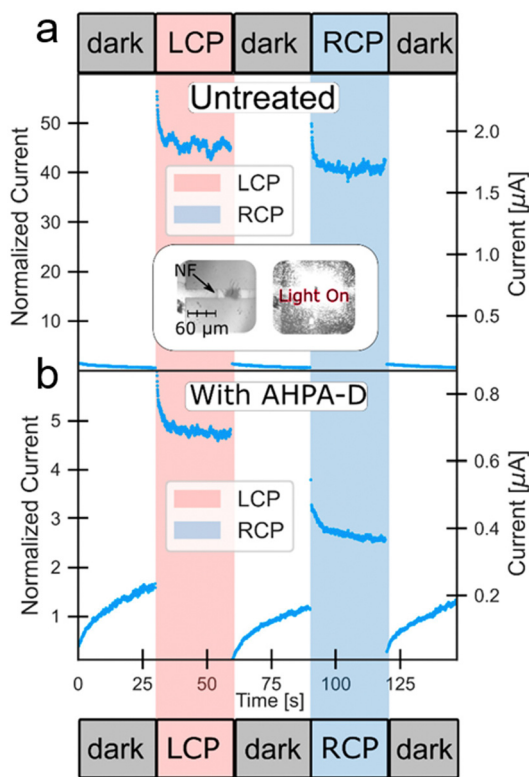 a
dark LCP dark RCP dark
Untreated
Normalized Current
50
40
30
20
10
LCP
RCP
Current [μA]
2.0
1.5
1.0
0.5
NF
60 μm
Light On
b
With AHPA-D
Normalized Current
5
4
3
2
1
LCP
RCP
Current [μA]
0.8
0.6
0.4
0.2
0 50 75 100 125
Time [s]
dark LCP dark RCP dark